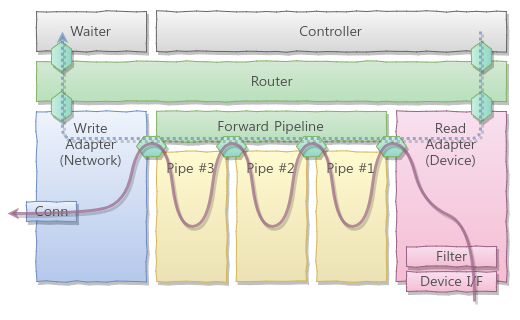 Waiter
Controller
Router
Write
Adapter
(Network)
Forward Pipeline
Read
Adapter
(Device)
Pipe #3
Pipe #2
Pipe #1
Conn
Filter
Device I/F